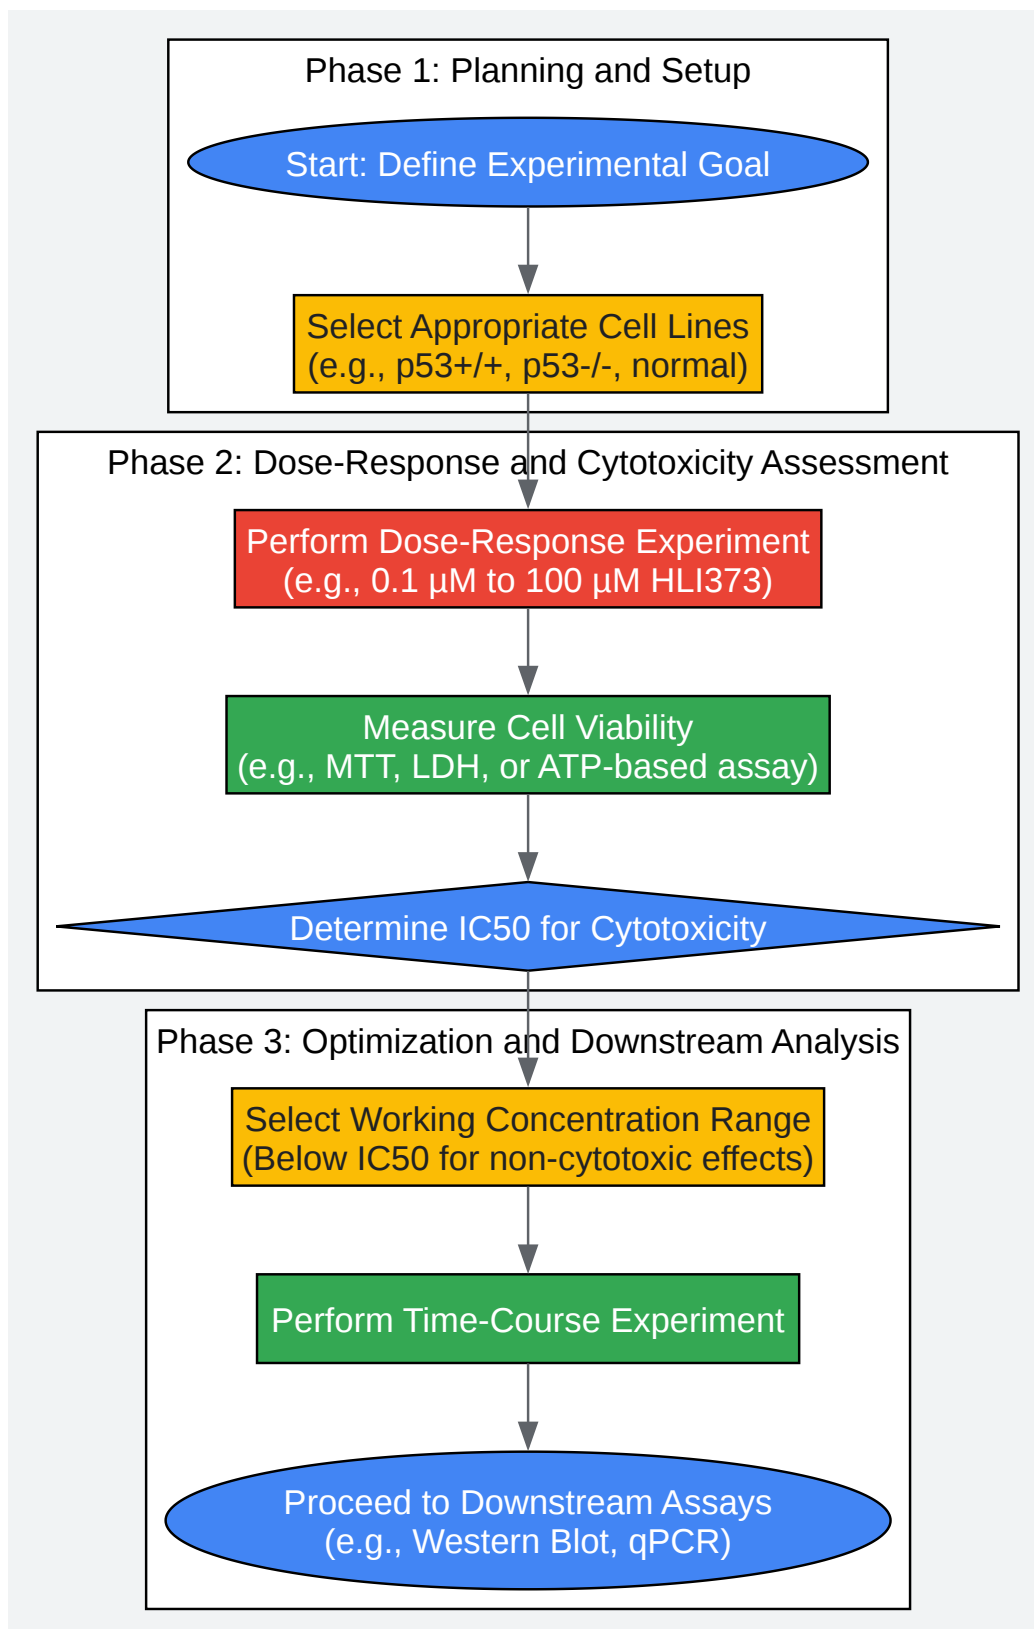 Phase 1: Planning and Setup
Start: Define Experimental Goal
Select Appropriate Cell Lines
(e.g., p53+/+, p53-/-, normal)
Phase 2: Dose-Response and Cytotoxicity Assessment
Perform Dose-Response Experiment
(e.g., 0.1 µM to 100 µM HLI373)
Measure Cell Viability
(e.g., MTT, LDH, or ATP-based assay)
Determine IC50 for Cytotoxicity
Phase 3: Optimization and Downstream Analysis
Select Working Concentration Range
(Below IC50 for non-cytotoxic effects)
Perform Time-Course Experiment
Proceed to Downstream Assays
(e.g., Western Blot, qPCR)